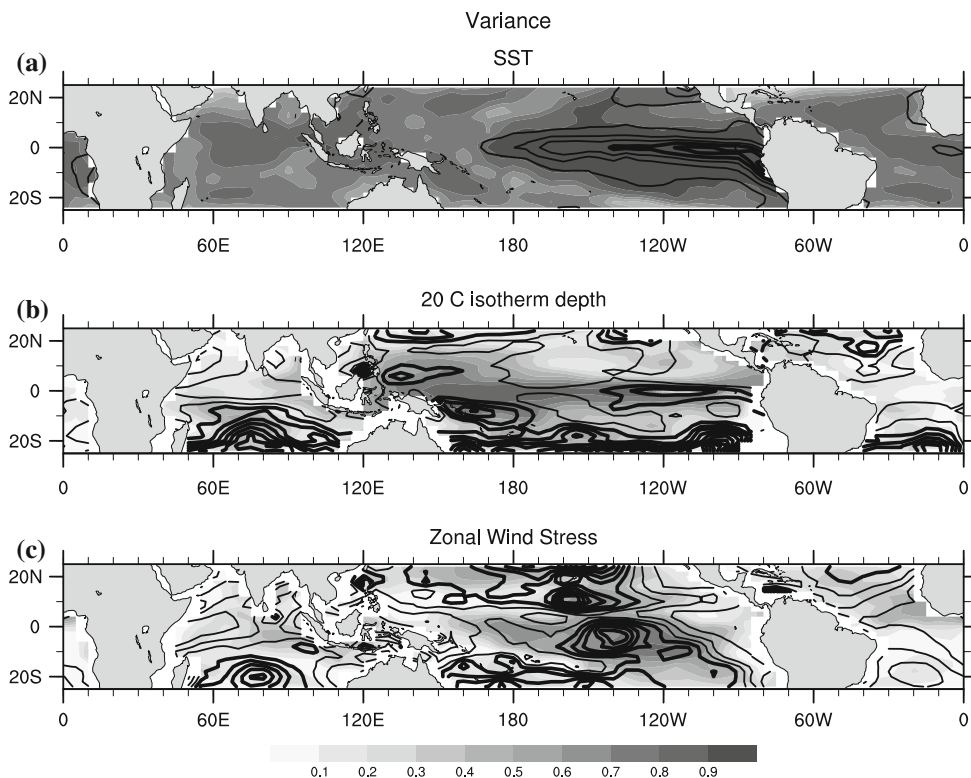 Variance
(a)
SST
20N
0
20S
0 60E 120E 180 120W 60W 0
(b)
20 C isotherm depth
20N
0
20S
0 60E 120E 180 120W 60W 0
(c)
Zonal Wind Stress
20N
0
20S
0 60E 120E 180 120W 60W 0
0.1 0.2 0.3 0.4 0.5 0.6 0.7 0.8 0.9